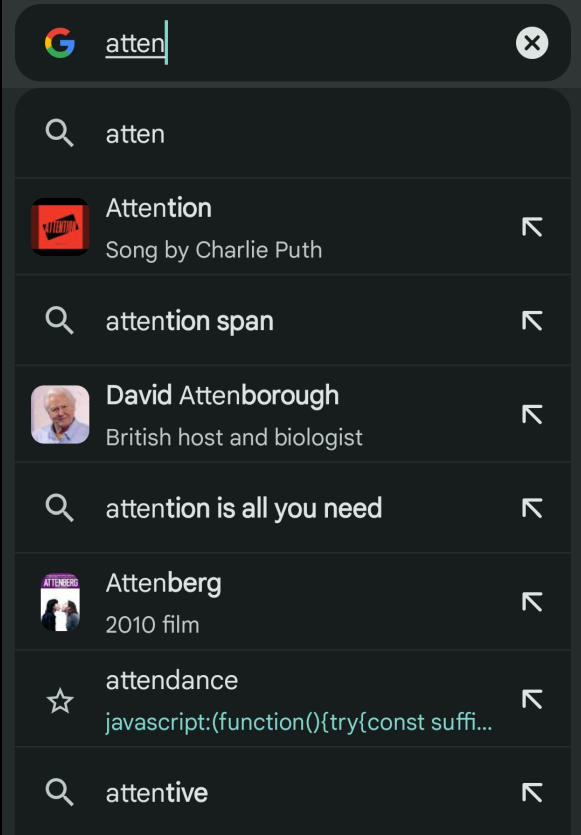 atten
atten
Attention
ATTENTION
Song by Charlie Puth
attention span
David Attenborough
British host and biologist
attention is all you need
Attenberg
ATTENBERG
2010 film
attendance
javascript:(function(){try{const suffi...
attentive